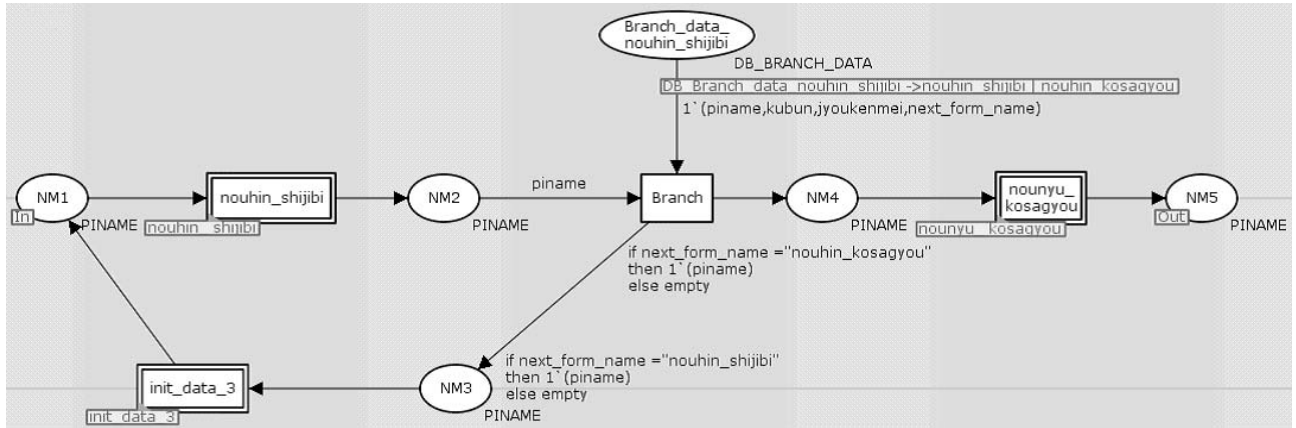 Branch_data_
nouhin_shijibi
DB_BRANCH_DATA
DB_Branch_data_nouhin_shijibi ->nouhin_shijibi | nouhin_kosagyou
1`(piname,kubun,jyoukenmei,next_form_name)
NM1
In
PINAME
nouhin_shijibi
nouhin_shijibi
NM2
PINAME
piname
Branch
NM4
PINAME
nounyu_
kosagyou
nounyu_kosagyou
NM5
Out
PINAME
if next_form_name ="nouhin_kosagyou"
then 1`(piname)
else empty
if next_form_name ="nouhin_shijibi"
then 1`(piname)
else empty
NM3
PINAME
init_data_3
init_data_3